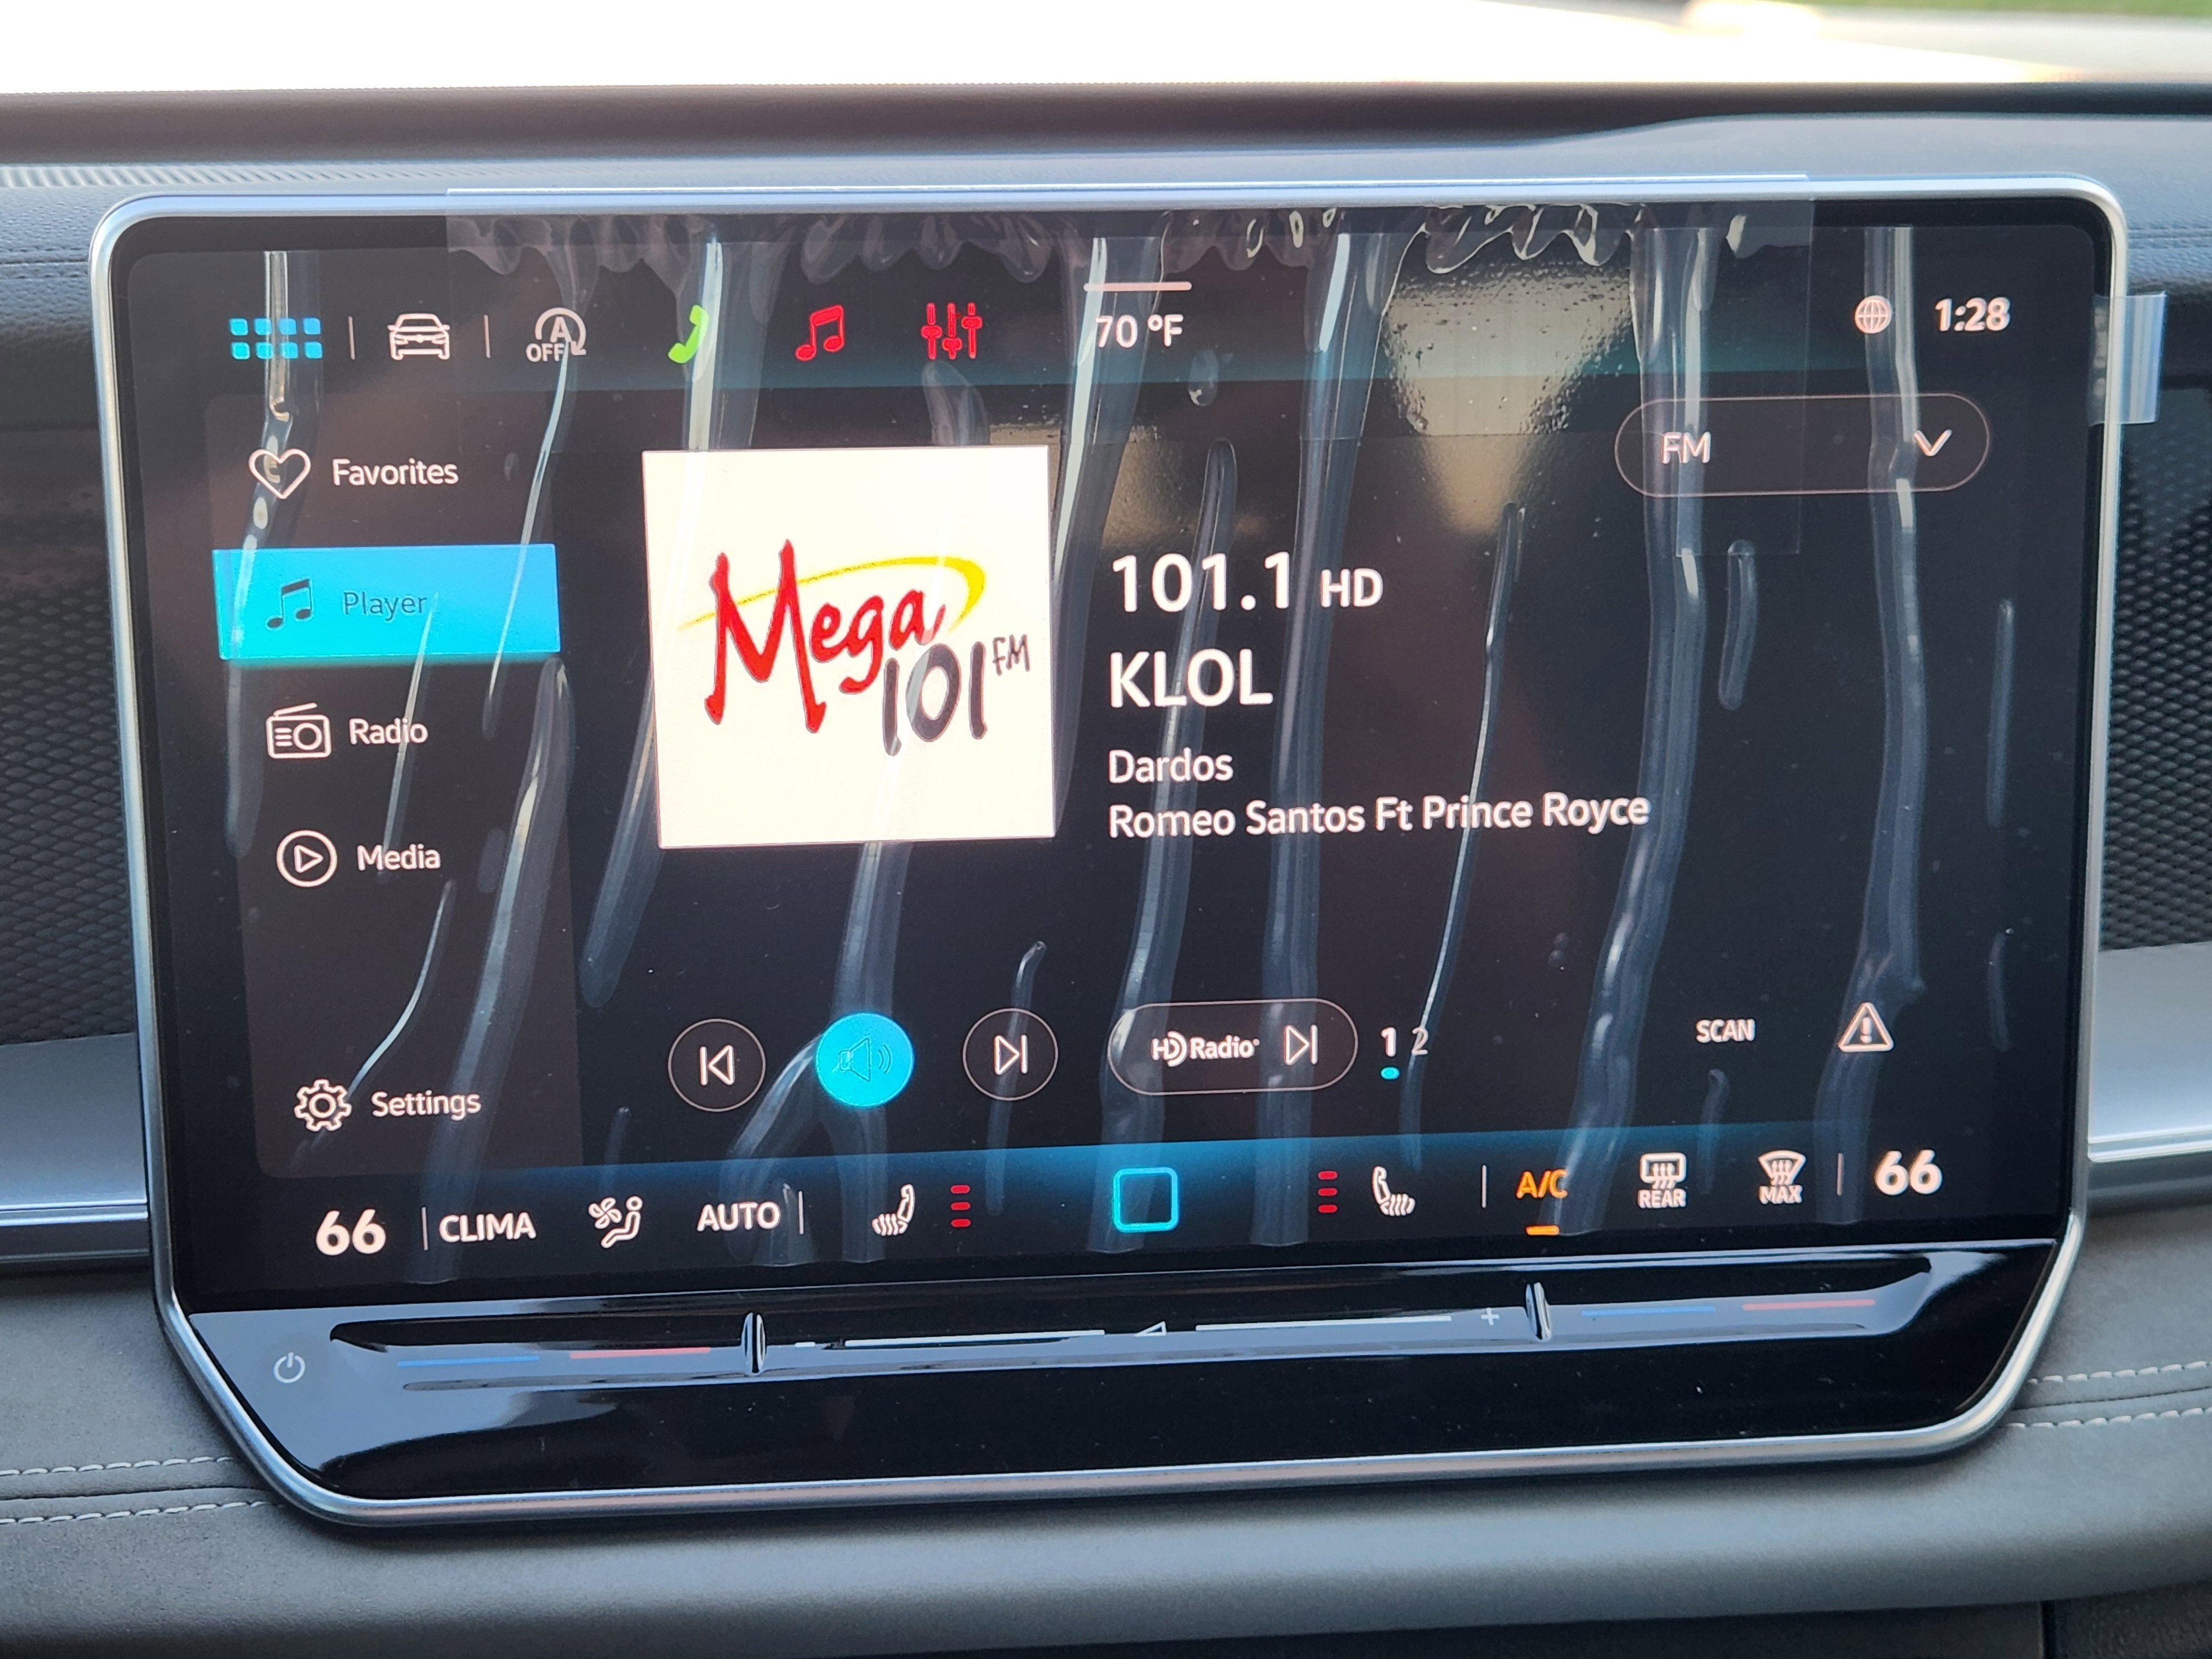 A
OFF
70 °F
1:28
Favorites
FM
Player
Mega
101 FM
101.1 HD
KLOL
Radio
Dardos
Romeo Santos Ft Prince Royce
Media
HD Radio
1 2
SCAN
Settings
66
CLIMA
AUTO
A/C
REAR
MAX
66
- +